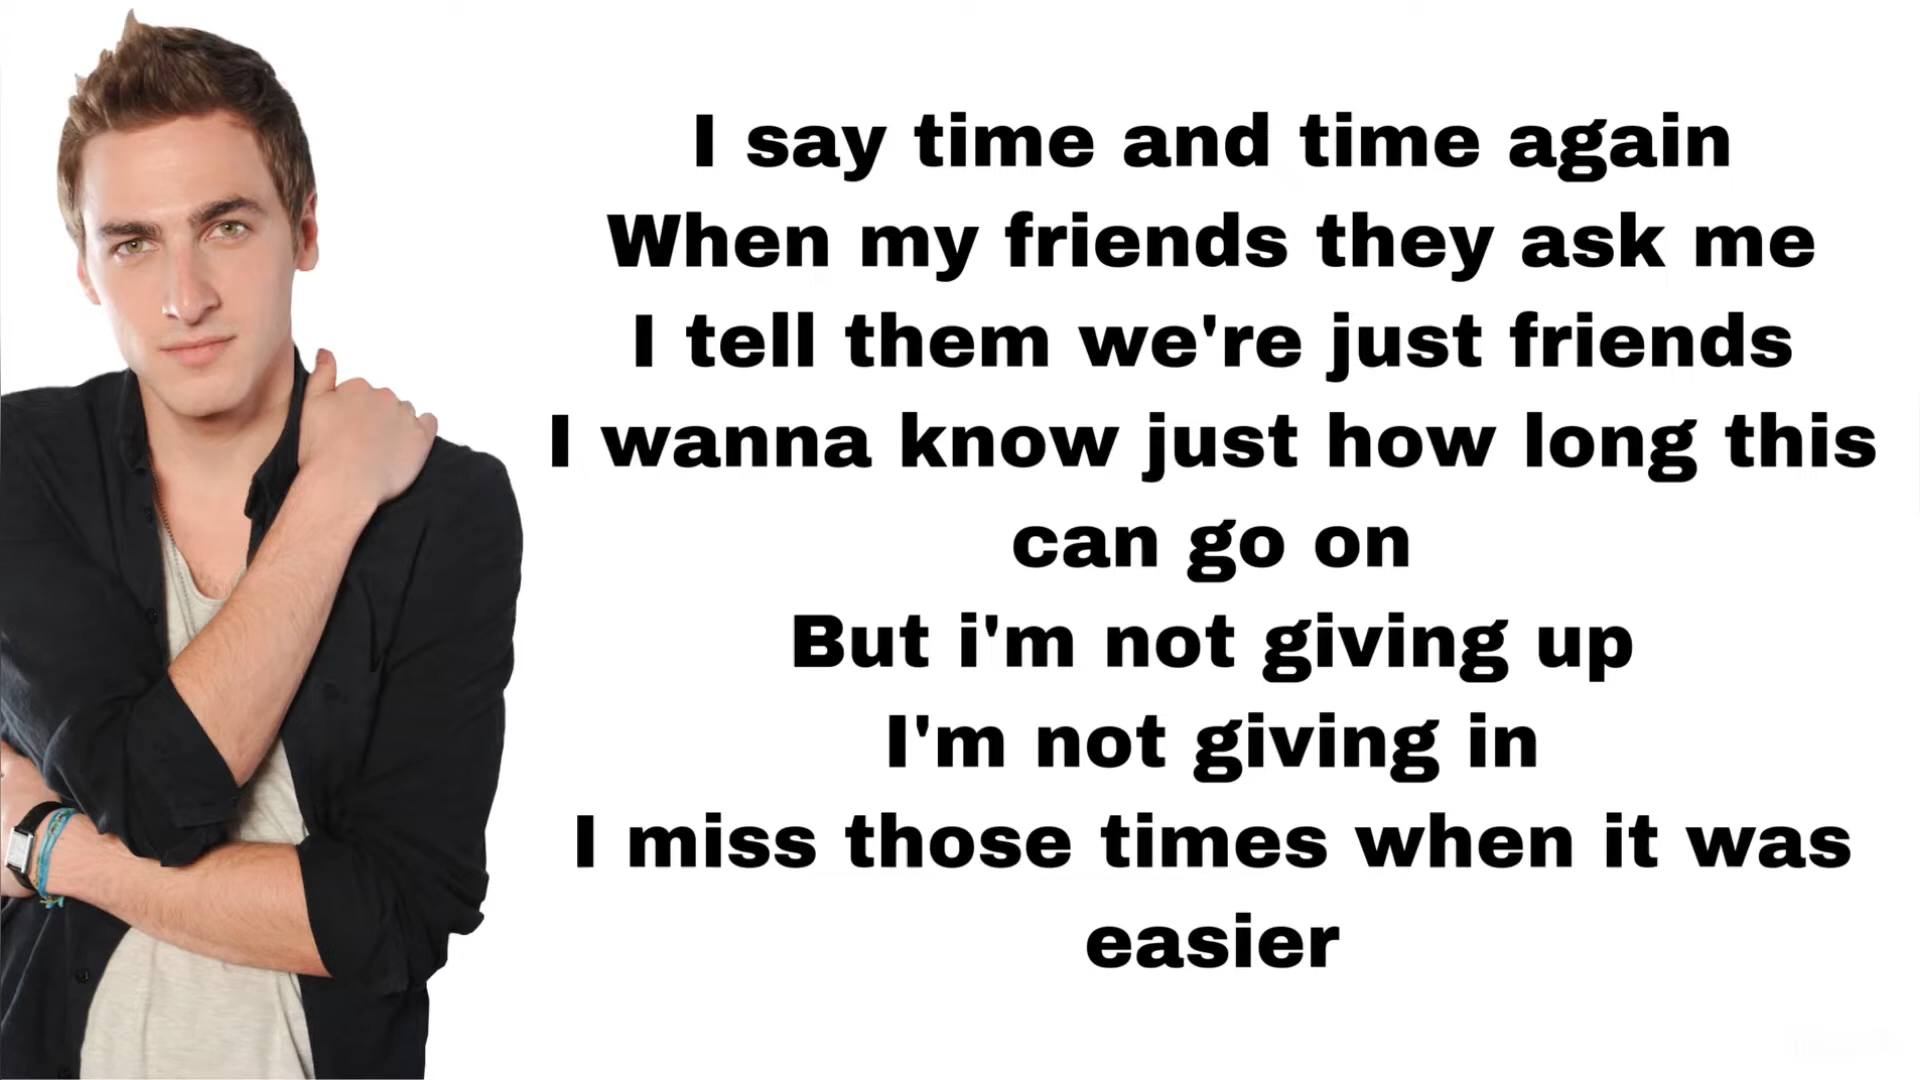 I say time and time again
When my friends they ask me
I tell them we're just friends
I wanna know just how long this
can go on
But i'm not giving up
I'm not giving in
I miss those times when it was
easier